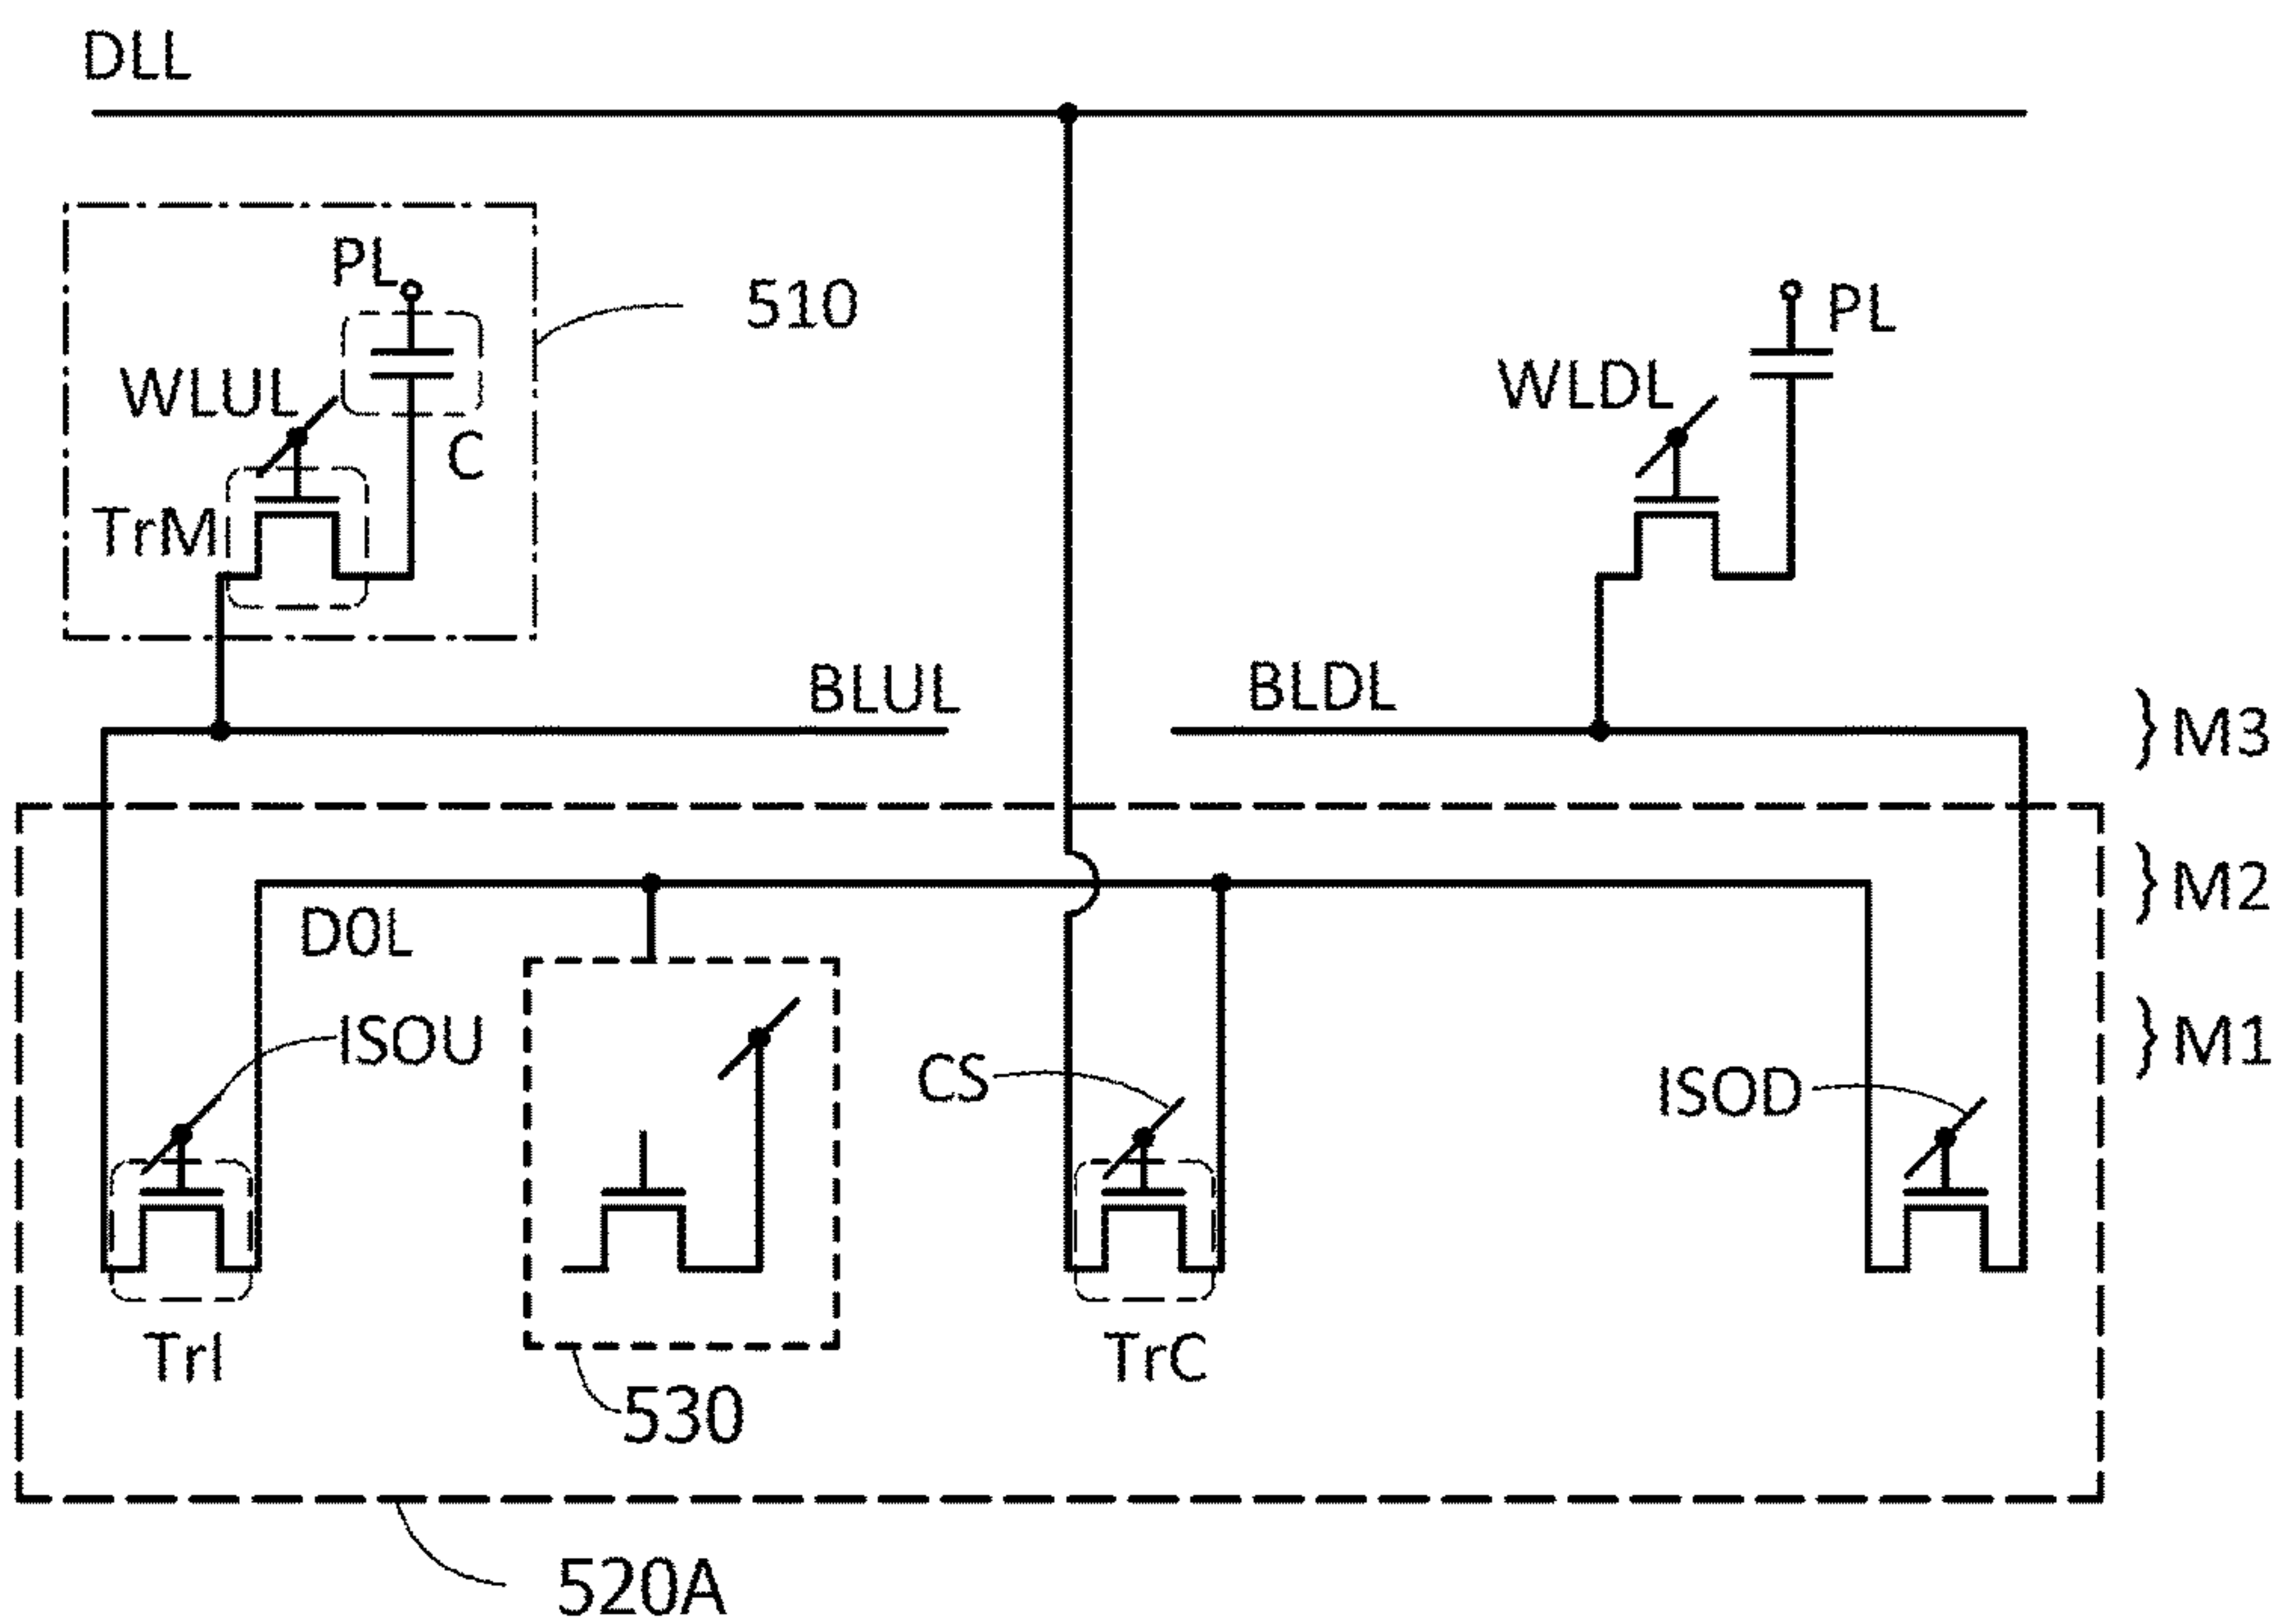 DLL
PL
510
PL
WLUL
WLDL
C
TrM
BLUL
BLDL
M3
M2
D0L
ISOU
M1
CS
ISOD
TrI
TrC
530
520A